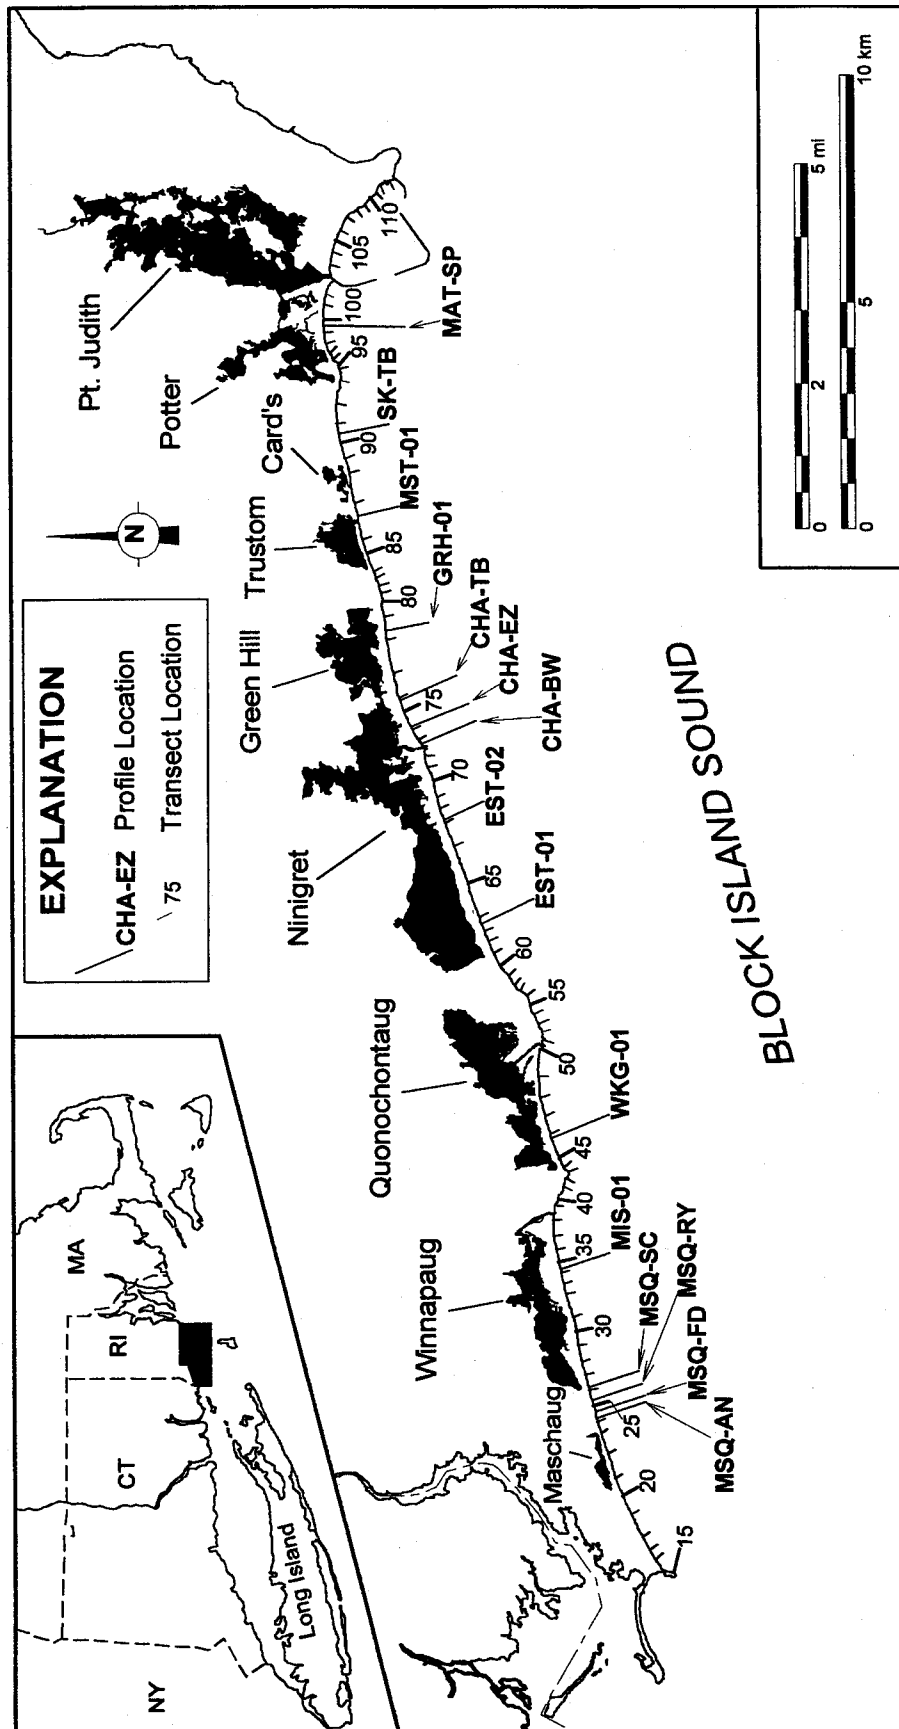 EXPLANATION
CHA-EZ Profile Location
75 Transect Location
N
NY
CT
RI
MA
Long Island
Maschaug
Winnapaug
Quonochontaug
Ninigret
Green Hill
Trustom
Card's
Potter
Pt. Judith
15
20
25
30
35
40
45
50
55
60
65
70
75
80
85
90
95
100
105
110
MSQ-AN
MSQ-FD
MSQ-RY
MSQ-SC
MIS-01
WKG-01
EST-01
EST-02
CHA-BW
CHA-EZ
CHA-TB
GRH-01
MST-01
SK-TB
MAT-SP
BLOCK ISLAND SOUND
0 2 5 mi
0 5 10 km